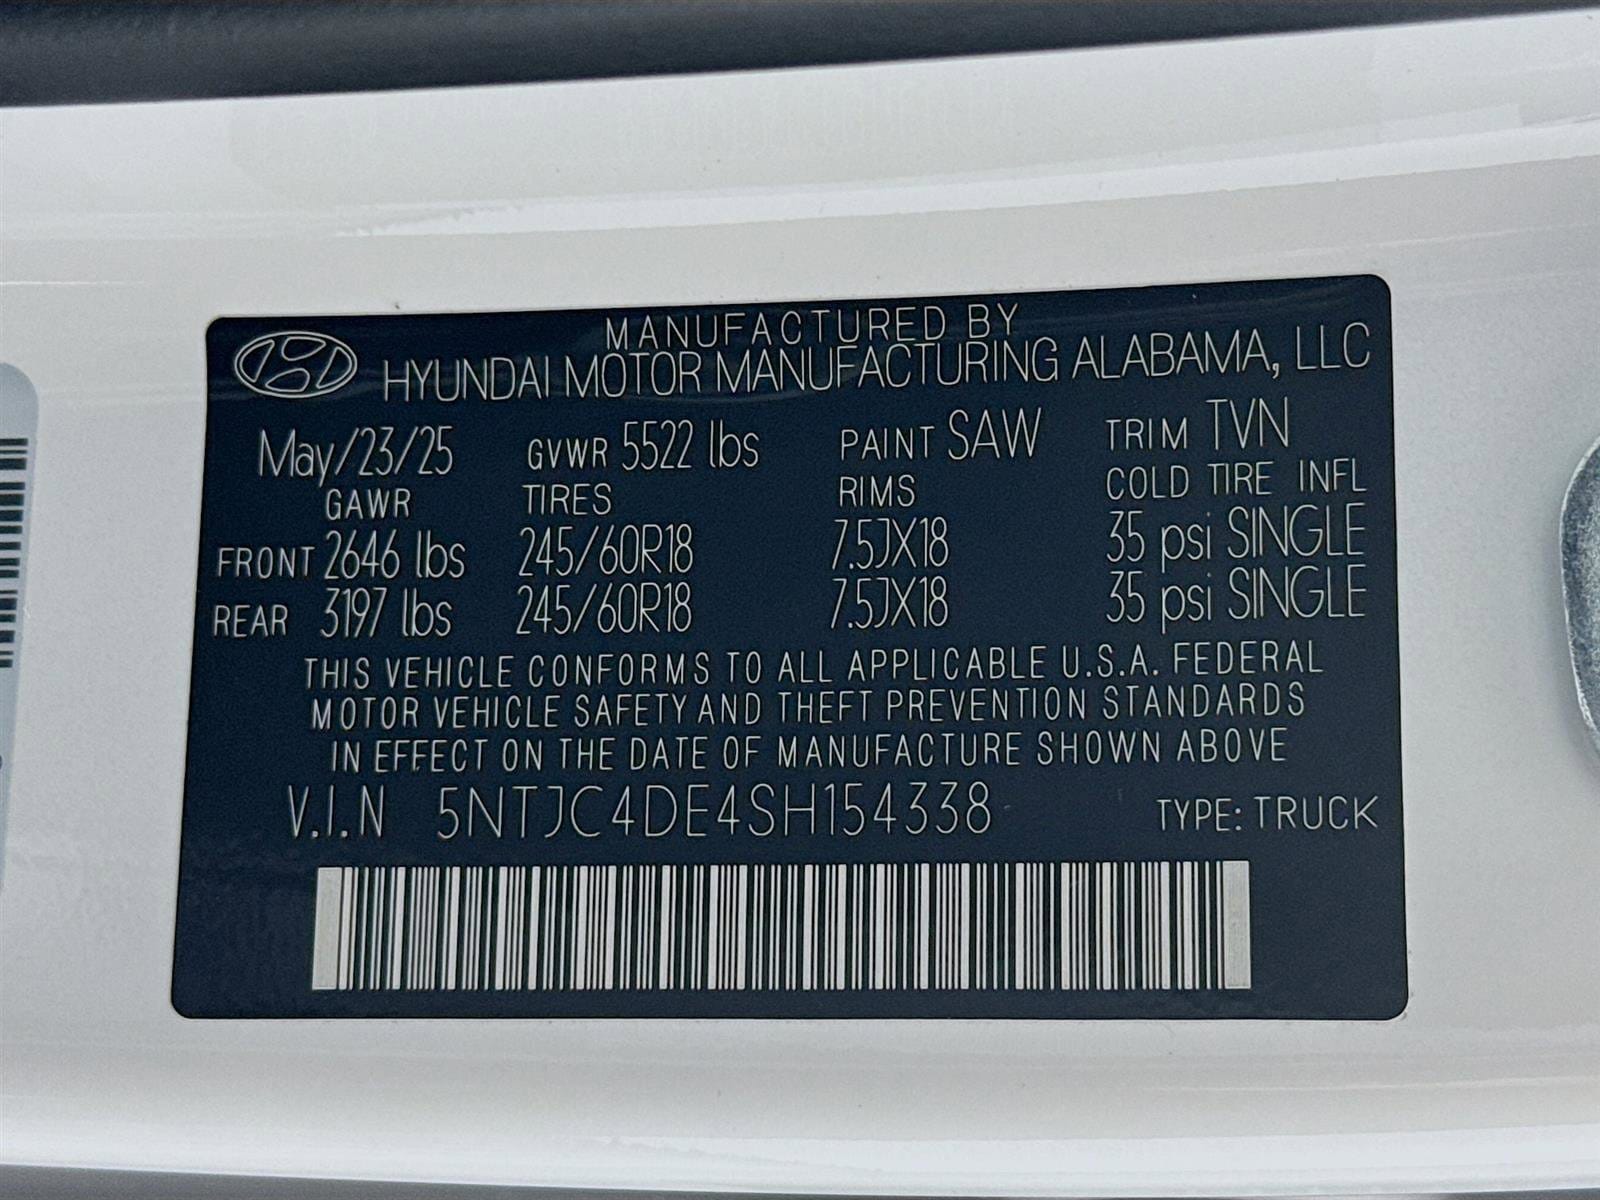 MANUFACTURED BY
HYUNDAI MOTOR MANUFACTURING ALABAMA, LLC
May/23/25 GVWR 5522 lbs PAINT SAW TRIM TVN
GAWR TIRES RIMS COLD TIRE INFL
FRONT 2646 lbs 245/60R18 7.5JX18 35 psi SINGLE
REAR 3197 lbs 245/60R18 7.5JX18 35 psi SINGLE
THIS VEHICLE CONFORMS TO ALL APPLICABLE U.S.A. FEDERAL
MOTOR VEHICLE SAFETY AND THEFT PREVENTION STANDARDS
IN EFFECT ON THE DATE OF MANUFACTURE SHOWN ABOVE
V.I.N 5NTJC4DE4SH154338 TYPE: TRUCK